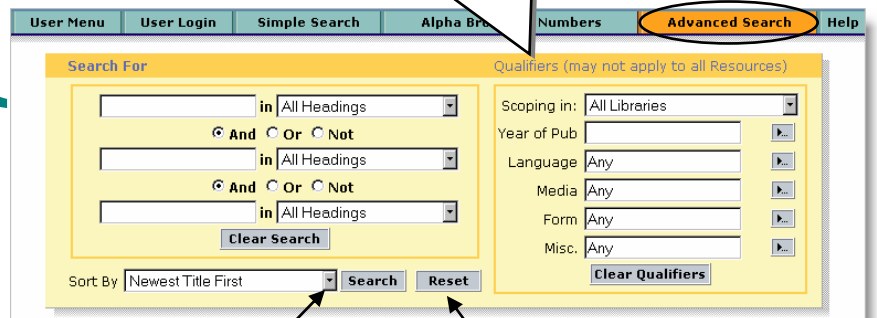 User Menu User Login Simple Search Alpha Numbers Advanced Search Help
Search For Qualifiers (may not apply to all Resources)
in All Headings
And Or Not
in All Headings
And Or Not
in All Headings
Clear Search
Sort By Newest Title First Search Reset
Scoping in: All Libraries
Year of Pub
Language Any
Media Any
Form Any
Misc. Any
Clear Qualifiers